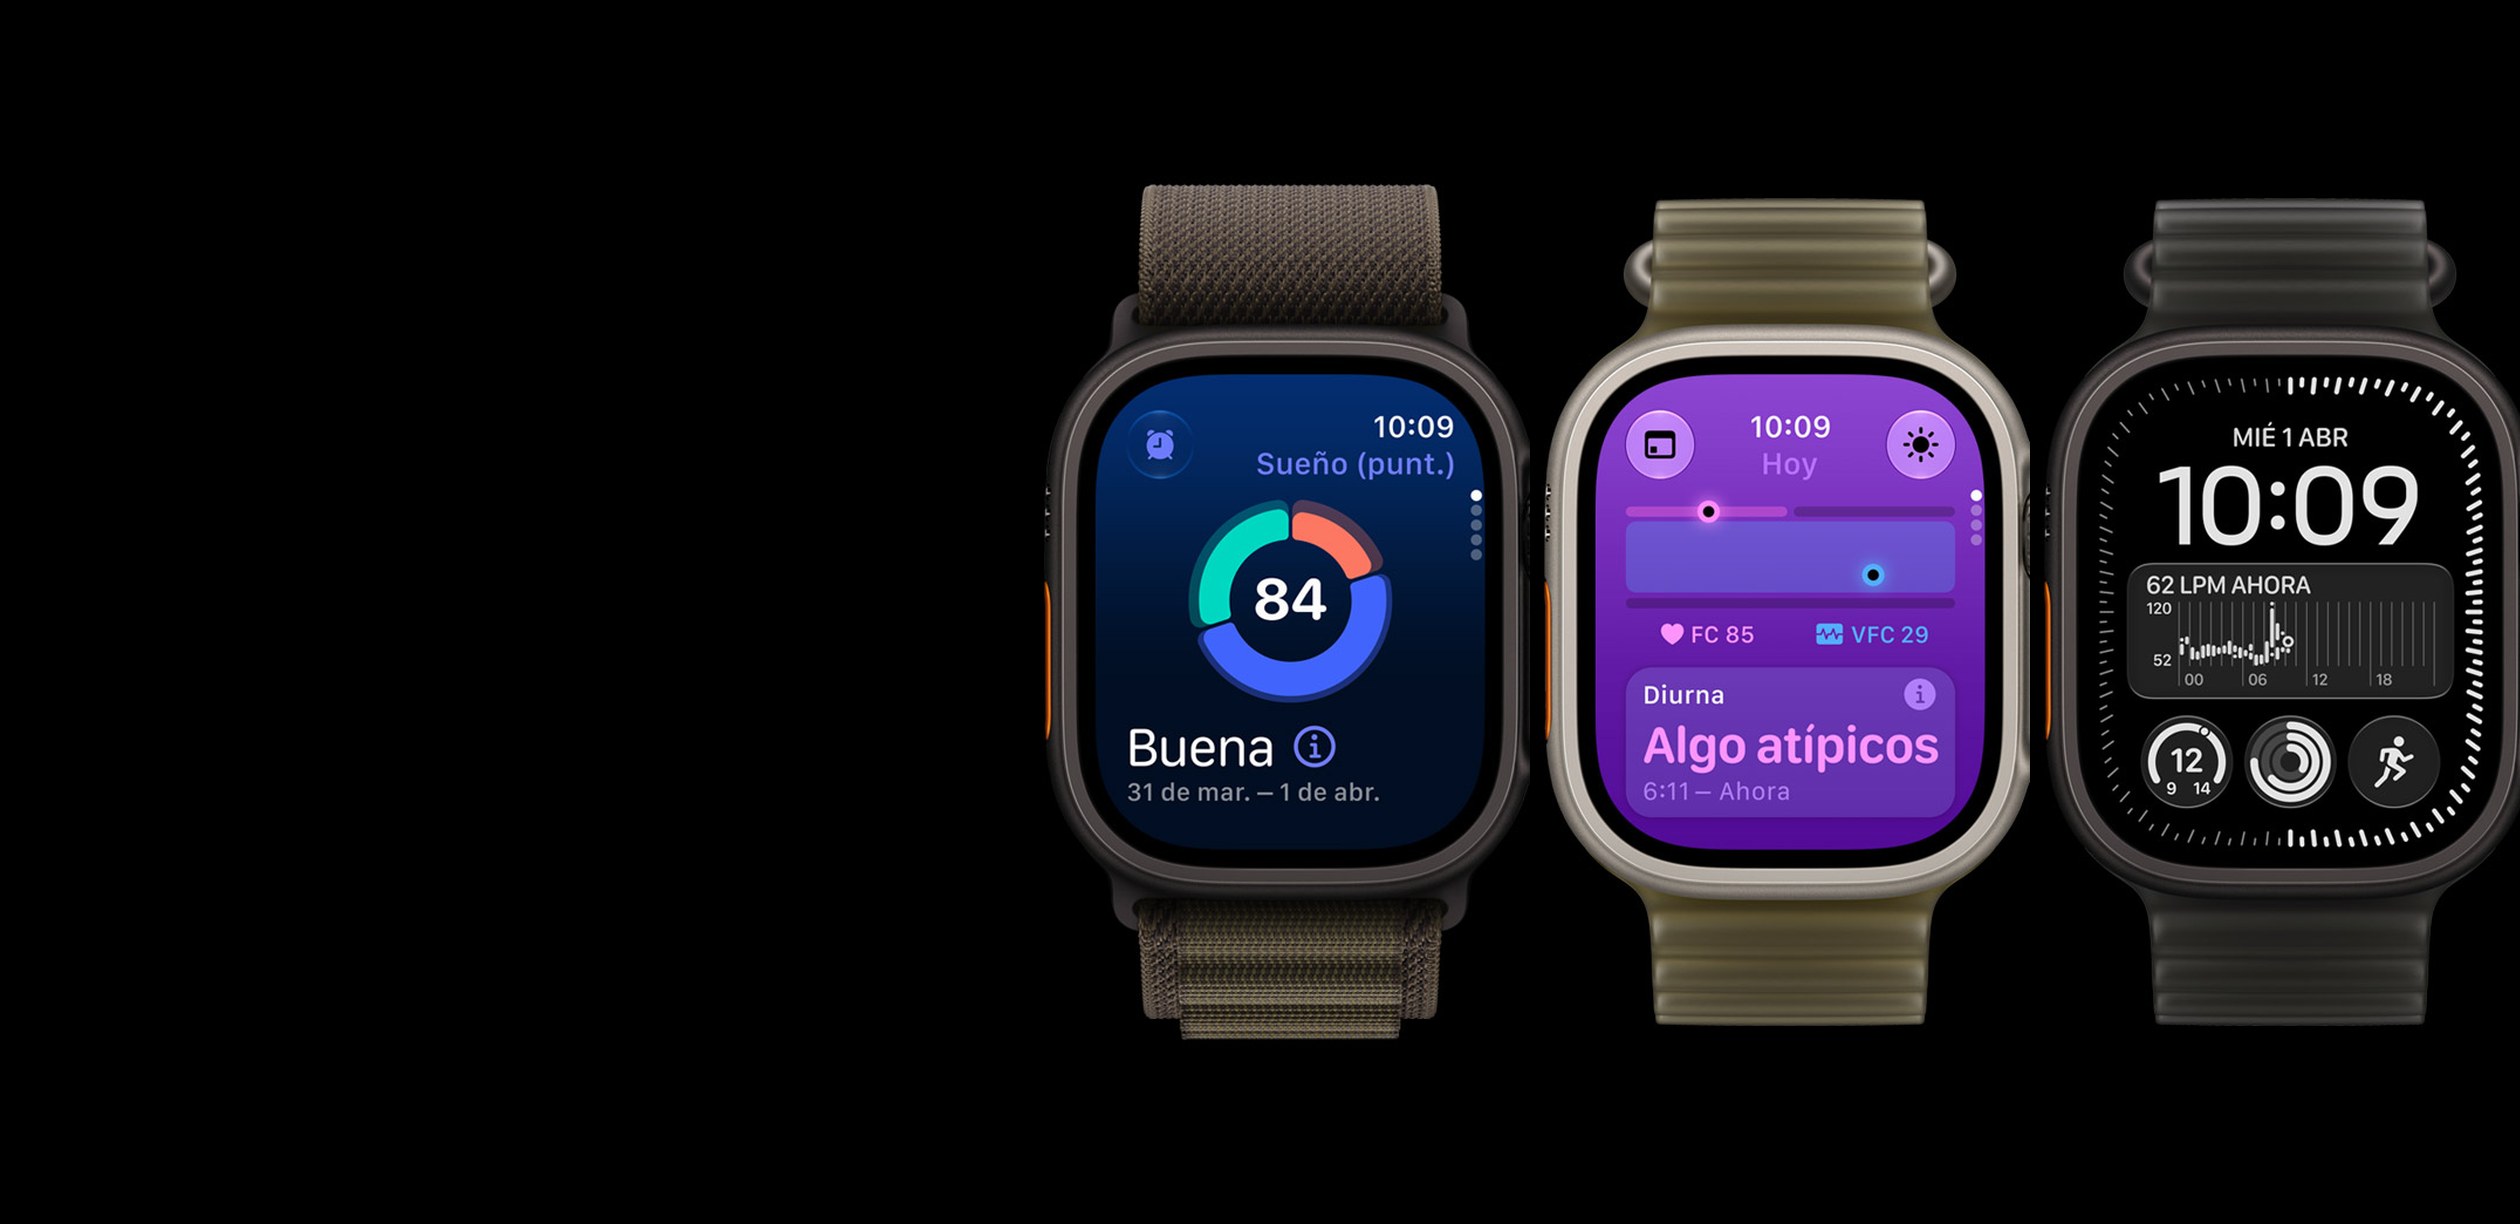 10:09
Sueño (punt.)
84
Buena
31 de mar. – 1 de abr.
10:09
Hoy
FC 85
VFC 29
Diurna
Algo atípicos
6:11 – Ahora
MIÉ 1 ABR
10:09
62 LPM AHORA
120
52
00 06 12 18
12
9 14